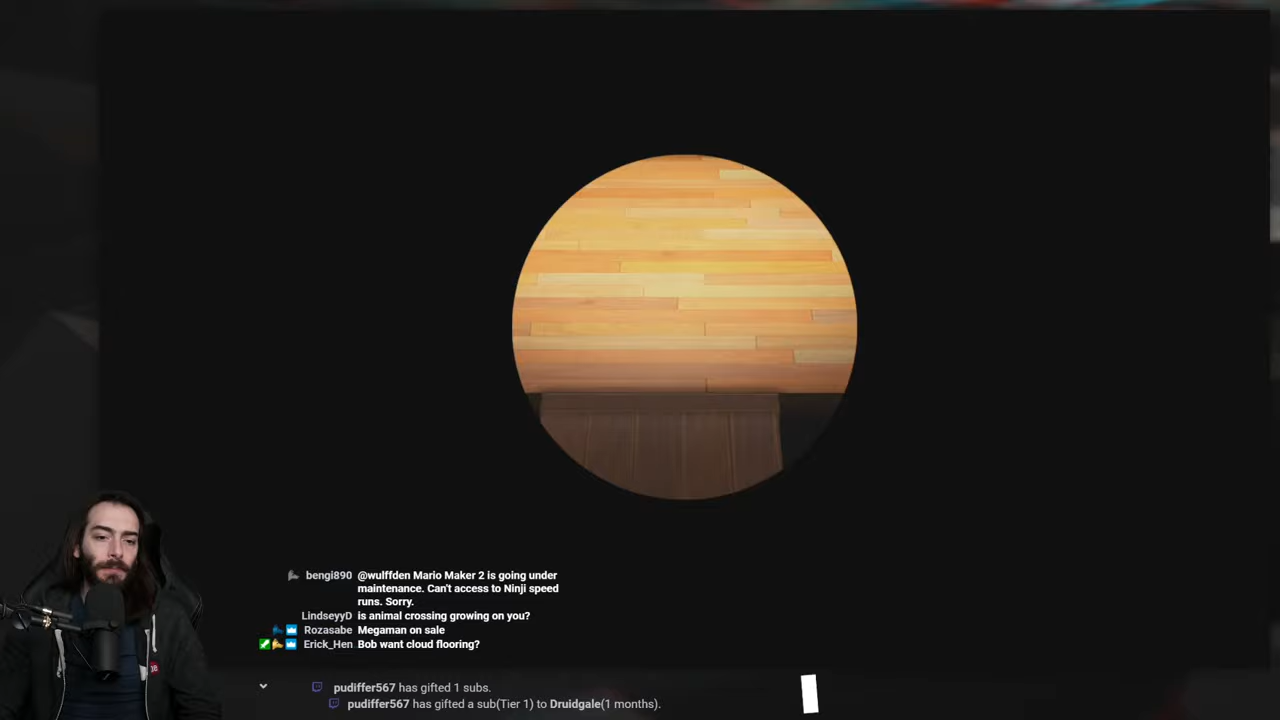 bengi890 @wulffden Mario Maker 2 is going under
maintenance. Can't access to Ninji speed
runs. Sorry.
LindseyyD is animal crossing growing on you?
Rozasabe Megaman on sale
Erick_Hen Bob want cloud flooring?
pudiffer567 has gifted 1 subs.
pudiffer567 has gifted a sub(Tier 1) to Druidgale(1 months).